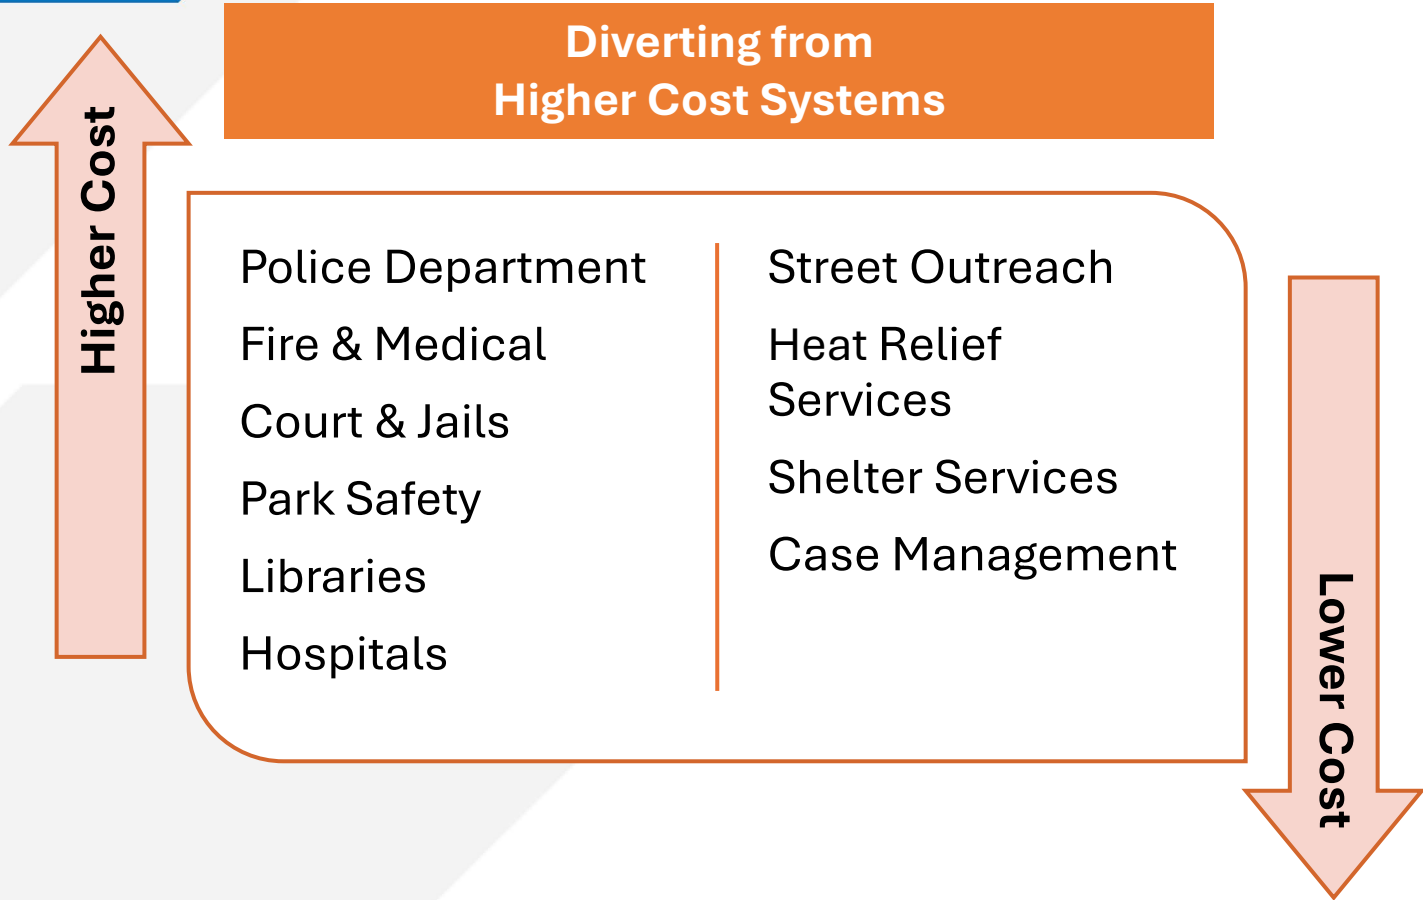 Diverting from
Higher Cost Systems
Higher Cost
Police Department
Fire & Medical
Court & Jails
Park Safety
Libraries
Hospitals
Street Outreach
Heat Relief
Services
Shelter Services
Case Management
Lower Cost